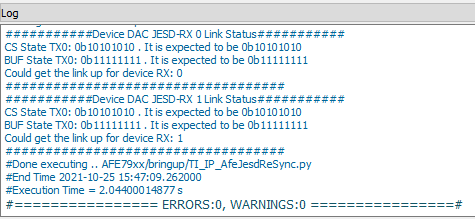 Log
###########Device DAC JESD-RX 0 Link Status###########
CS State TX0: 0b10101010 . It is expected to be 0b10101010
BUF State TX0: 0b11111111 . It is expected to be 0b11111111
Could get the link up for device RX: 0
###################################
###########Device DAC JESD-RX 1 Link Status###########
CS State TX0: 0b10101010 . It is expected to be 0b10101010
BUF State TX0: 0b11111111 . It is expected to be 0b11111111
Could get the link up for device RX: 1
###################################
#Done executing .. AFE79xx/bringup/TI_IP_AfeJesdReSync.py
#End Time 2021-10-25 15:47:09.262000
#Execution Time = 2.04400014877 s
#================ ERRORS:0, WARNINGS:0 ================#